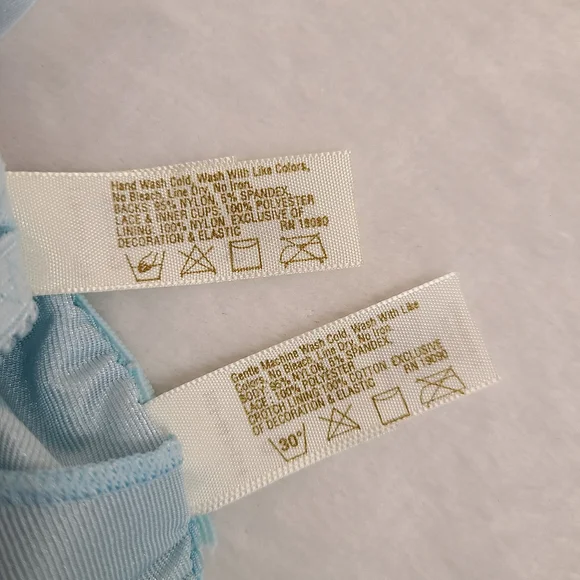 Hand Wash Cold, Wash With Like Colors,
No Bleach, Line Dry, No Iron.
BACKS: 95% NYLON, 5% SPANDEX,
LACE & INNER CUPS: 100% POLYESTER
LINING: 100% NYLON, EXCLUSIVE OF
DECORATION & ELASTIC RN 19090
Gentle Machine Wash Cold, Wash With Like
Colors, No Bleach, Line Dry, No Iron.
BODY: 95% NYLON, 5% SPANDEX,
LACE: 100% POLYESTER
CROTCH LINING: 100% COTTON EXCLUSIVE
OF DECORATION & ELASTIC RN 19090
30°